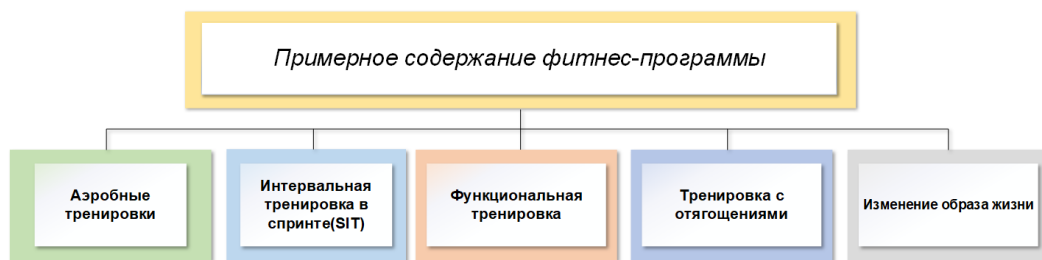 Примерное содержание фитнес-программы
Аэробные
тренировки
Интервальная
тренировка в
спринте(SIT)
Функциональная
тренировка
Тренировка с
отягощениями
Изменение образа жизни